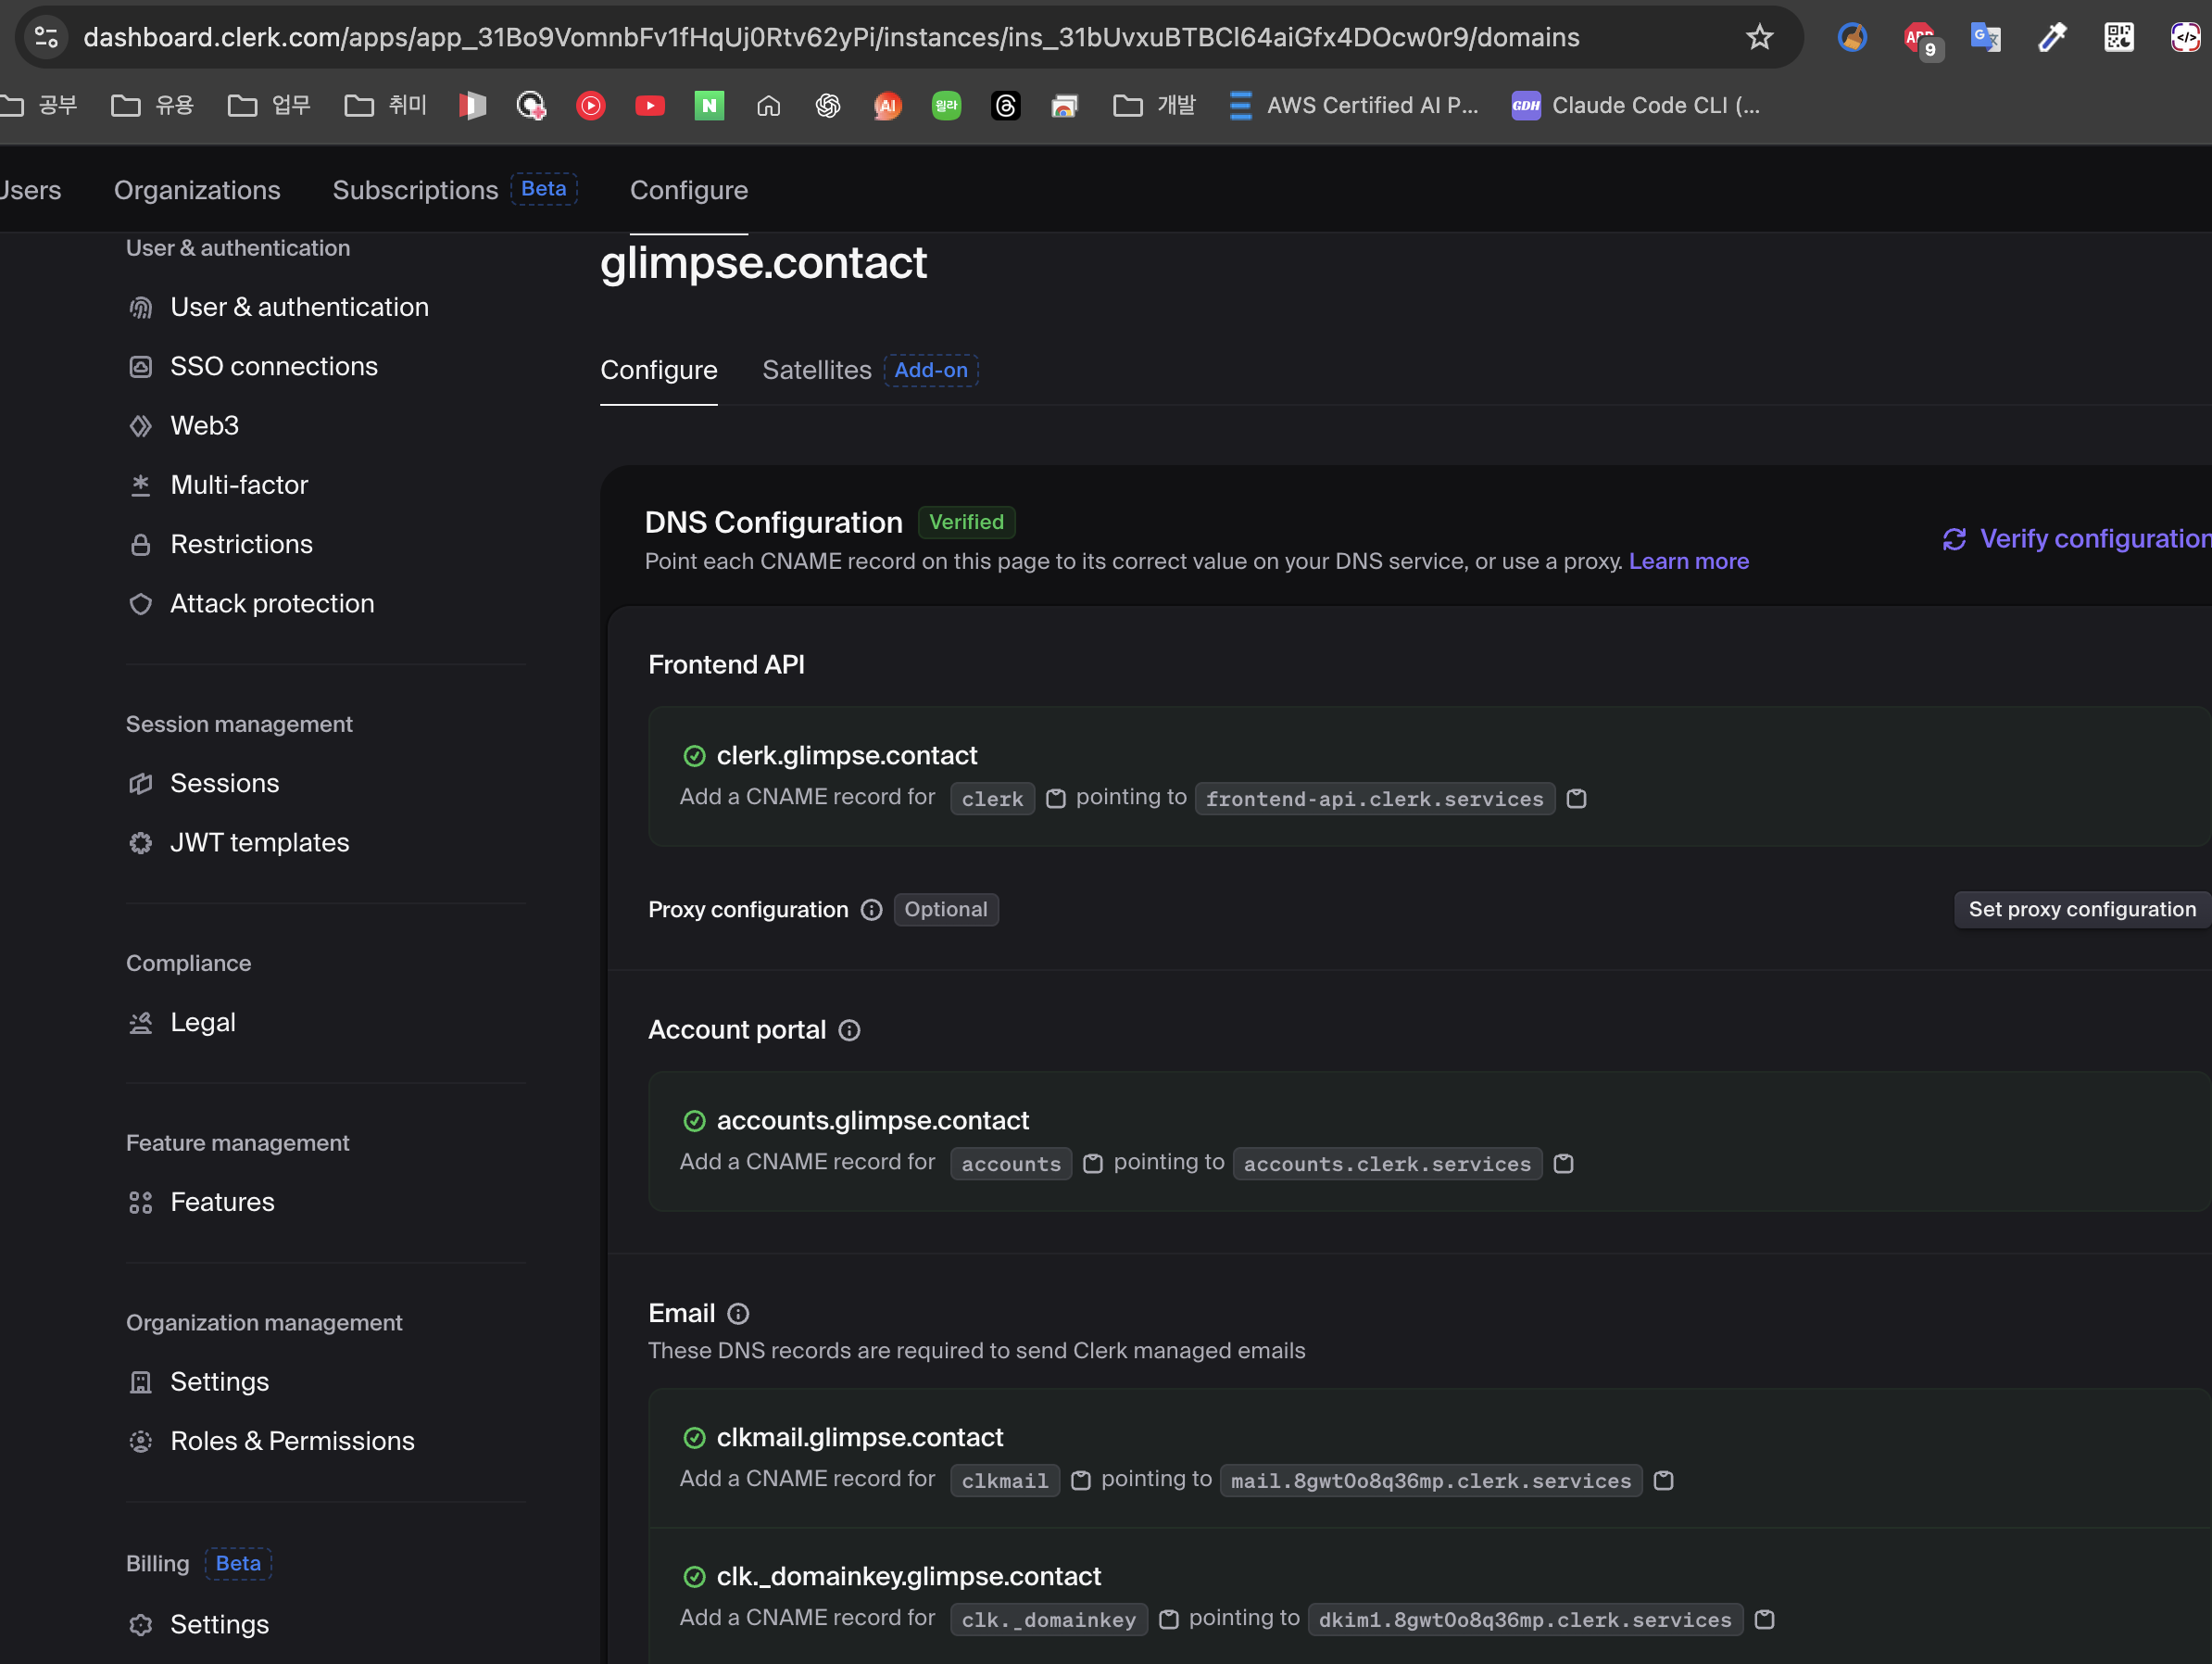 dashboard.clerk.com/apps/app_31Bo9VomnbFv1fHqUj0Rtv62yPi/instances/ins_31bUvxuBTBCl64aiGfx4DOcw0r9/domains
9
공부 유용 업무 취미 N AI 윌라 개발 AWS Certified AI P... GDH Claude Code CLI (...
Users Organizations Subscriptions Beta Configure
User & authentication
User & authentication
SSO connections
Web3
Multi-factor
Restrictions
Attack protection
Session management
Sessions
JWT templates
Compliance
Legal
Feature management
Features
Organization management
Settings
Roles & Permissions
Billing Beta
Settings
glimpse.contact
Configure Satellites Add-on
DNS Configuration Verified
Point each CNAME record on this page to its correct value on your DNS service, or use a proxy. Learn more
Verify configuration
Frontend API
clerk.glimpse.contact
Add a CNAME record for clerk pointing to frontend-api.clerk.services
Proxy configuration Optional
Set proxy configuration
Account portal
accounts.glimpse.contact
Add a CNAME record for accounts pointing to accounts.clerk.services
Email
These DNS records are required to send Clerk managed emails
clkmail.glimpse.contact
Add a CNAME record for clkmail pointing to mail.8gwt0o8q36mp.clerk.services
clk._domainkey.glimpse.contact
Add a CNAME record for clk._domainkey pointing to dkim1.8gwt0o8q36mp.clerk.services